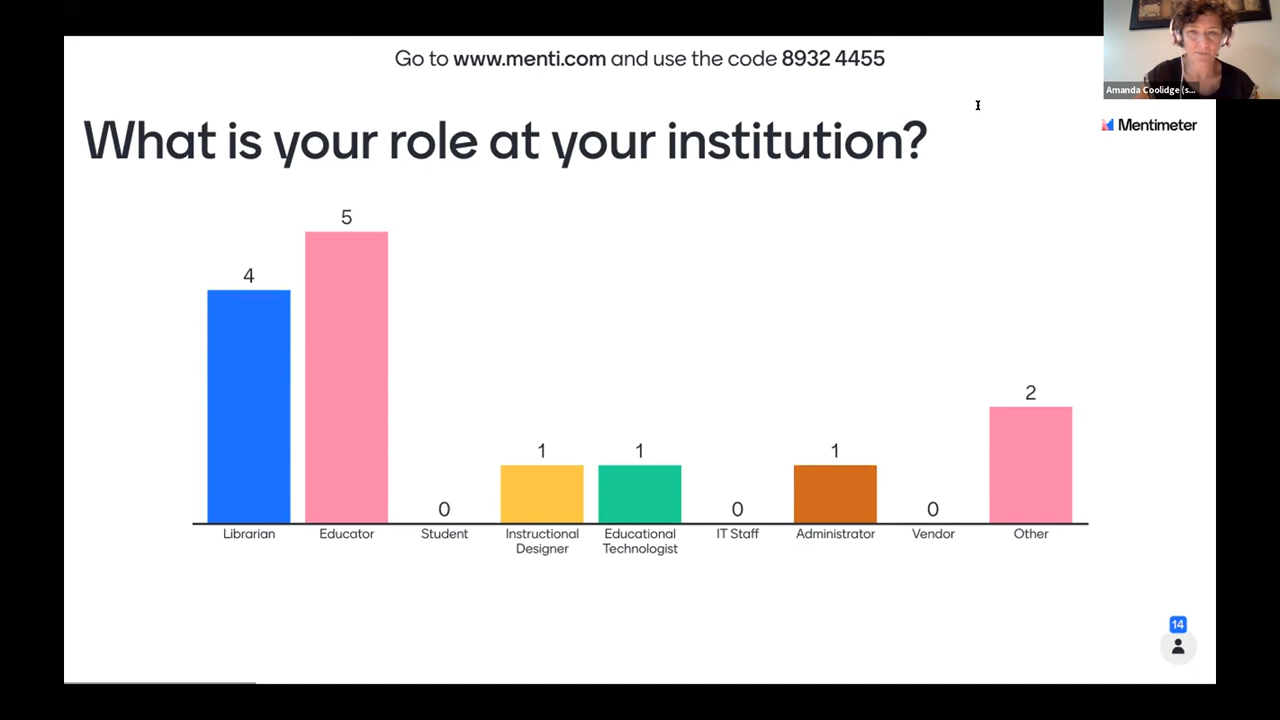 Go to www.menti.com and use the code 8932 4455
Amanda Coolidge (s...
Mentimeter
What is your role at your institution?
4
5
0
1
1
0
1
0
2
Librarian
Educator
Student
Instructional
Designer
Educational
Technologist
IT Staff
Administrator
Vendor
Other
14